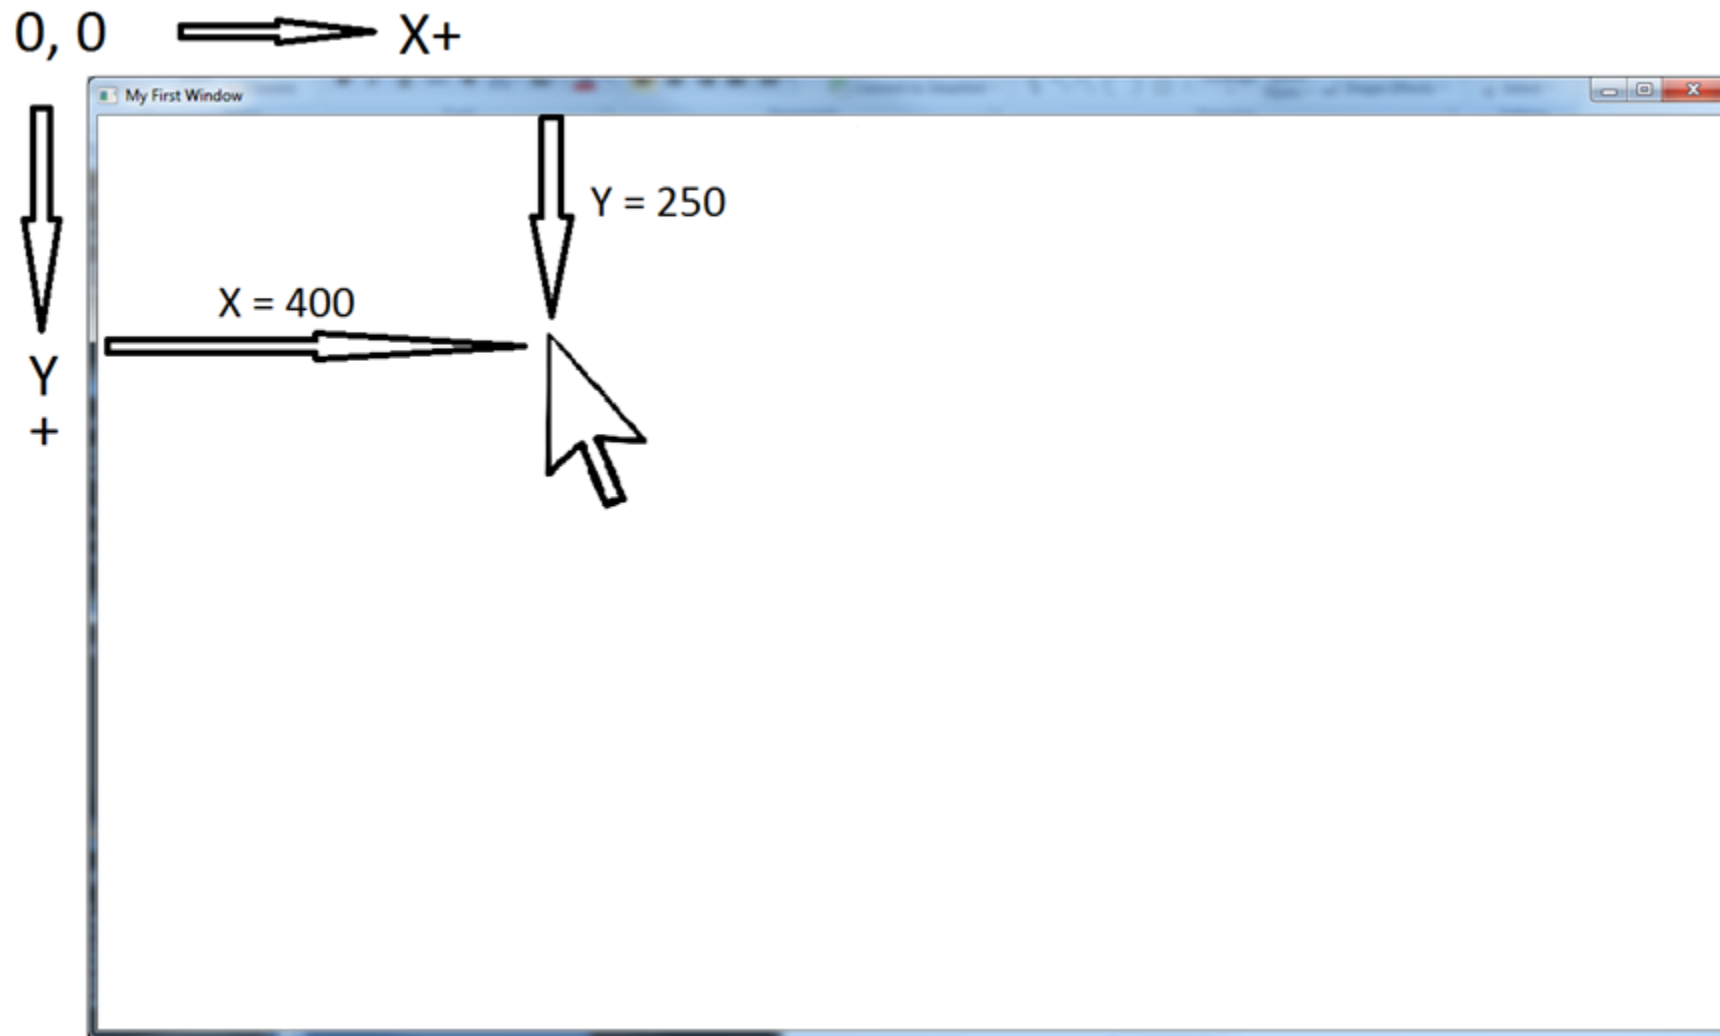 0, 0
X+
My First Window
Y = 250
X = 400
Y
+